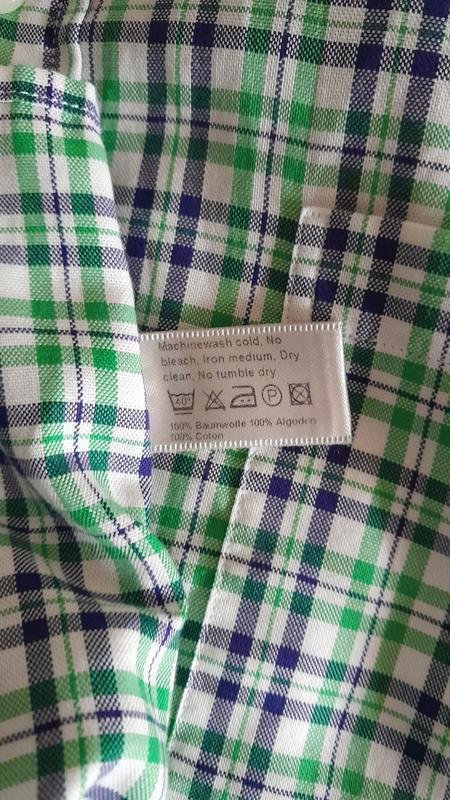 Machinewash cold, No
bleach, Iron medium, Dry
clean, No tumble dry
40°
P
100% Baumwolle 100% Algodon
100% Coton